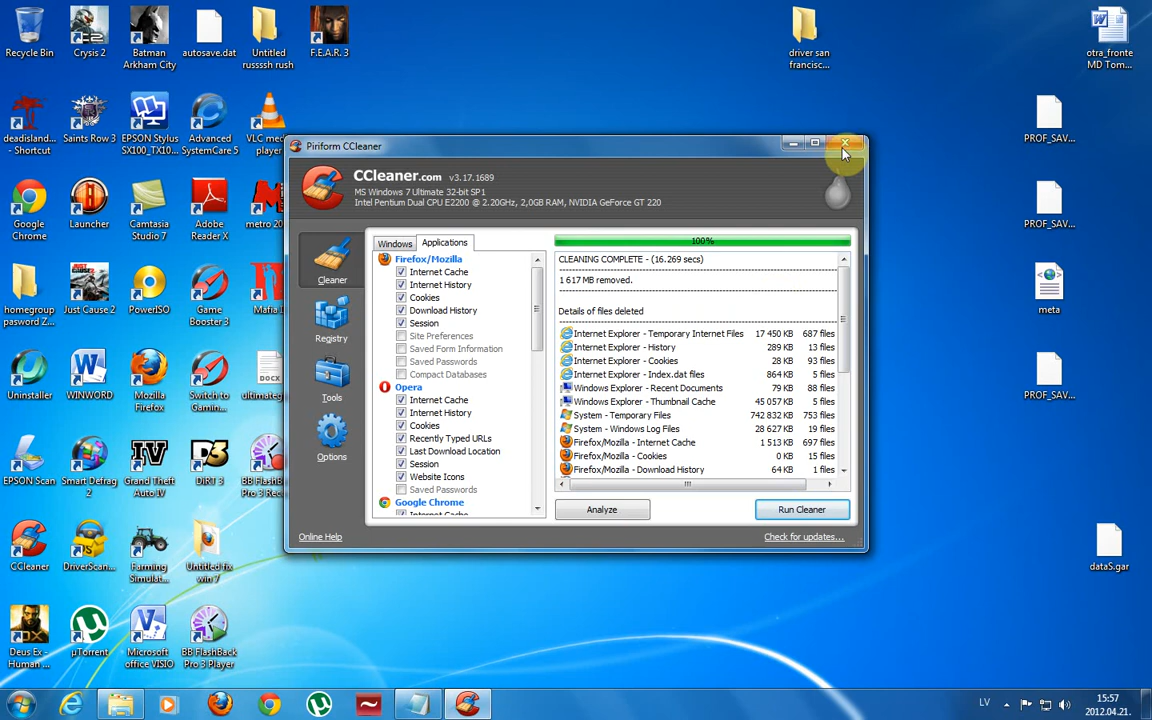 Recycle Bin
Crysis 2
Batman
Arkham City
autosave.dat
Untitled
russssh rush
F.E.A.R. 3
driver san
francisc...
otra_fronte
MD Tom...
deadisland...
- Shortcut
Saints Row 3
EPSON Stylus
SX100_TX10...
Advanced
SystemCare 5
VLC med
player
PROF_SAV...
Google
Chrome
Launcher
Camtasia
Studio 7
Adobe
Reader X
metro 20
PROF_SAV...
homegroup
pasword Z...
Just Cause 2
PowerISO
Game
Booster 3
Mafia I
meta
Uninstaller
WINWORD
Mozilla
Firefox
Switch to
Gamin...
DOCX
ultimateg
PROF_SAV...
EPSON Scan
Smart Defrag
2
IV
Grand Theft
Auto IV
D3
DiRT 3
BB FlashBack
Pro 3 Rec
CCleaner
DriverScan...
Farming
Simulat...
Untitled fix
win 7
dataS.gar
Deus Ex -
Human ...
µTorrent
Microsoft
office VISIO
BB FlashBack
Pro 3 Player
Piriform CCleaner
CCleaner.com v3.17.1689
MS Windows 7 Ultimate 32-bit SP1
Intel Pentium Dual CPU E2200 @ 2.20GHz, 2,0GB RAM, NVIDIA GeForce GT 220
Cleaner
Registry
Tools
Options
Windows
Applications
Firefox/Mozilla
Internet Cache
Internet History
Cookies
Download History
Session
Site Preferences
Saved Form Information
Saved Passwords
Compact Databases
Opera
Internet Cache
Internet History
Cookies
Recently Typed URLs
Last Download Location
Session
Website Icons
Saved Passwords
Google Chrome
Internet Cache
100%
CLEANING COMPLETE - (16.269 secs)
1 617 MB removed.
Details of files deleted
Internet Explorer - Temporary Internet Files 17 450 KB 687 files
Internet Explorer - History 289 KB 13 files
Internet Explorer - Cookies 28 KB 93 files
Internet Explorer - Index.dat files 864 KB 5 files
Windows Explorer - Recent Documents 79 KB 88 files
Windows Explorer - Thumbnail Cache 45 057 KB 5 files
System - Temporary Files 742 832 KB 753 files
System - Windows Log Files 28 627 KB 19 files
Firefox/Mozilla - Internet Cache 1 513 KB 697 files
Firefox/Mozilla - Cookies 0 KB 15 files
Firefox/Mozilla - Download History 64 KB 1 files
Analyze
Run Cleaner
Online Help
Check for updates...
LV
15:57
2012.04.21.